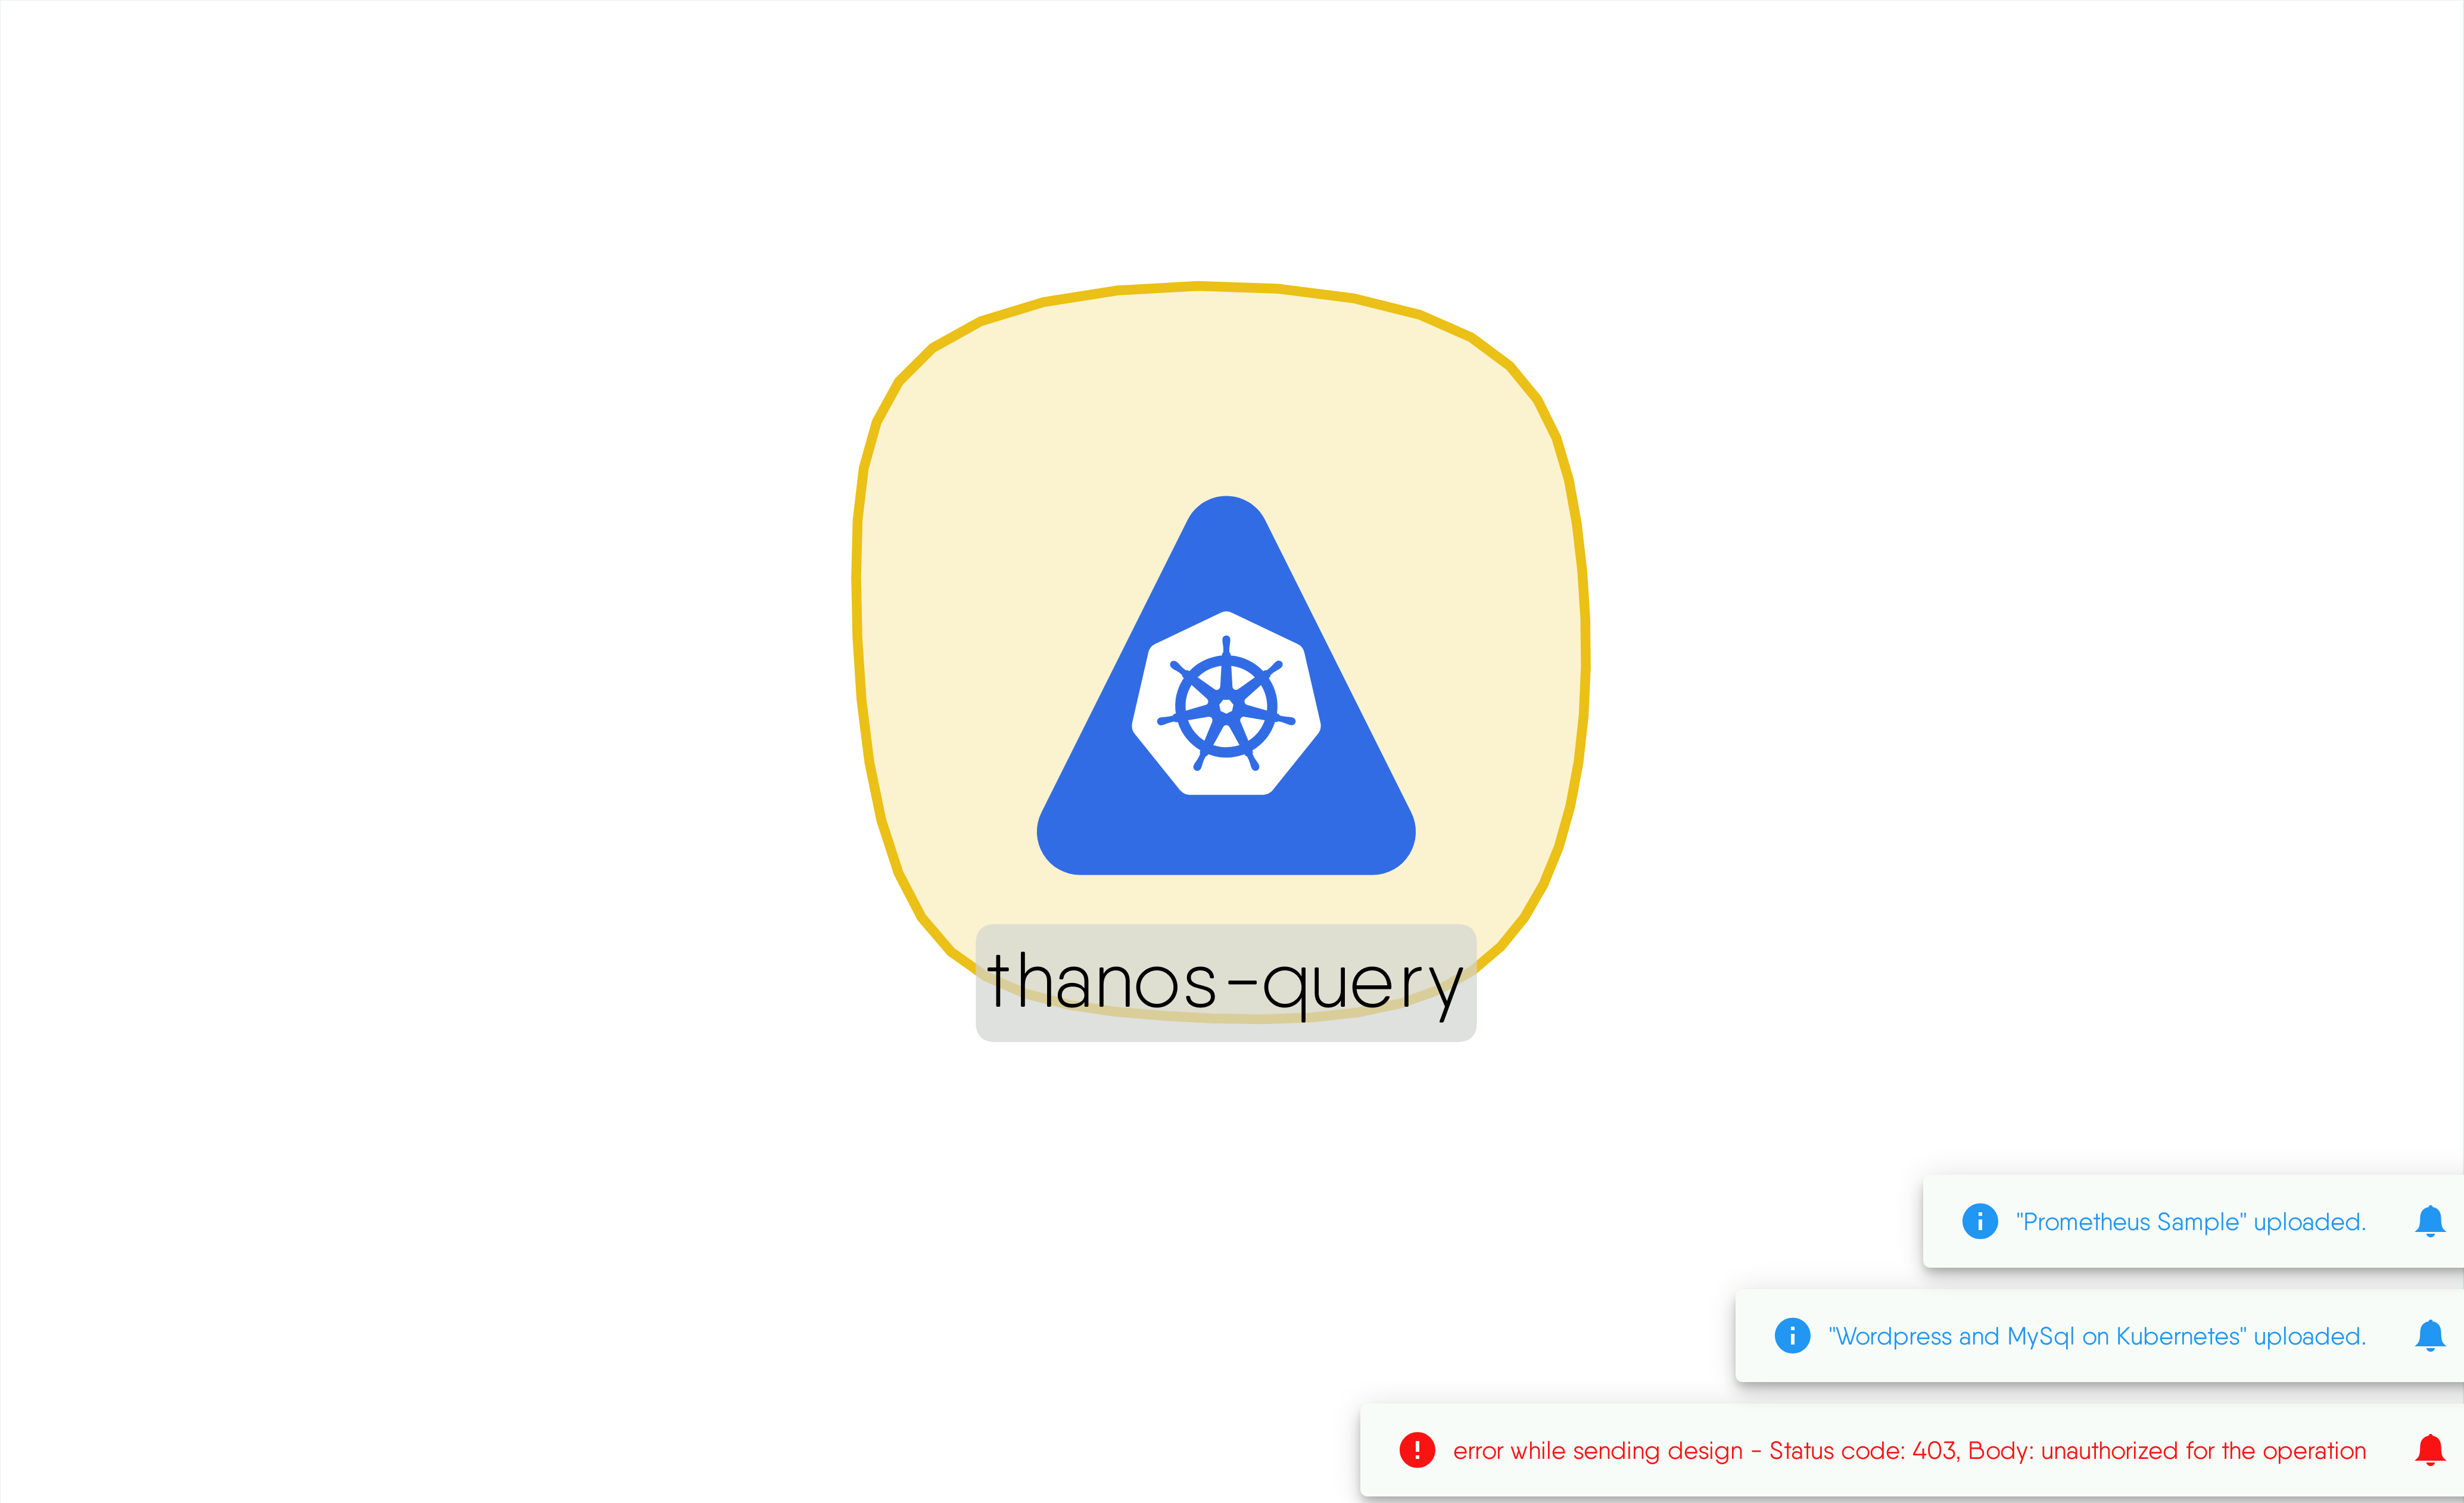 thanos-query
"Prometheus Sample" uploaded.
"Wordpress and MySql on Kubernetes" uploaded.
error while sending design - Status code: 403, Body: unauthorized for the operation